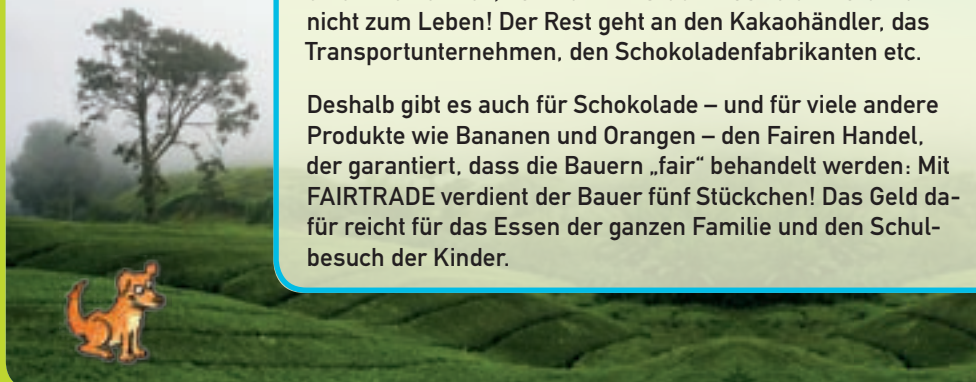 nicht zum Leben! Der Rest geht an den Kakaohändler, das
Transportunternehmen, den Schokoladenfabrikanten etc.
Deshalb gibt es auch für Schokolade – und für viele andere
Produkte wie Bananen und Orangen – den Fairen Handel,
der garantiert, dass die Bauern „fair“ behandelt werden: Mit
FAIRTRADE verdient der Bauer fünf Stückchen! Das Geld da-
für reicht für das Essen der ganzen Familie und den Schul-
besuch der Kinder.